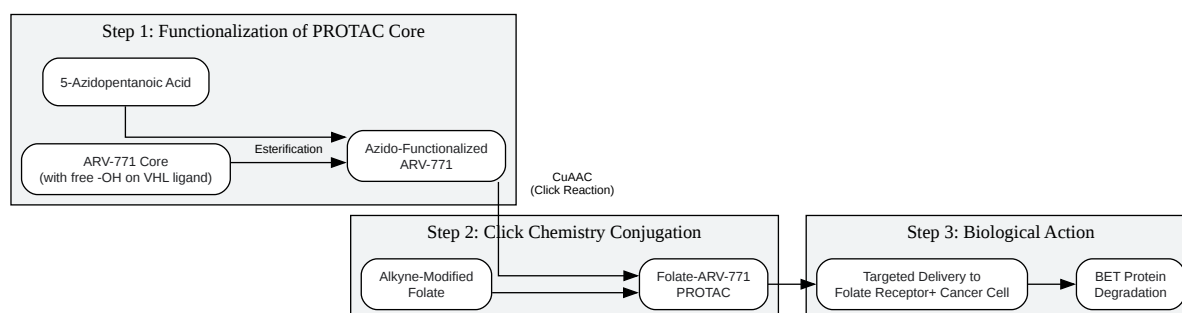 Step 1: Functionalization of PROTAC Core
5-Azidopentanoic Acid
ARV-771 Core
(with free -OH on VHL ligand)
Esterification
Azido-Functionalized
ARV-771
CuAAC
(Click Reaction)
Step 2: Click Chemistry Conjugation
Alkyne-Modified
Folate
Folate-ARV-771
PROTAC
Step 3: Biological Action
Targeted Delivery to
Folate Receptor+ Cancer Cell
BET Protein
Degradation